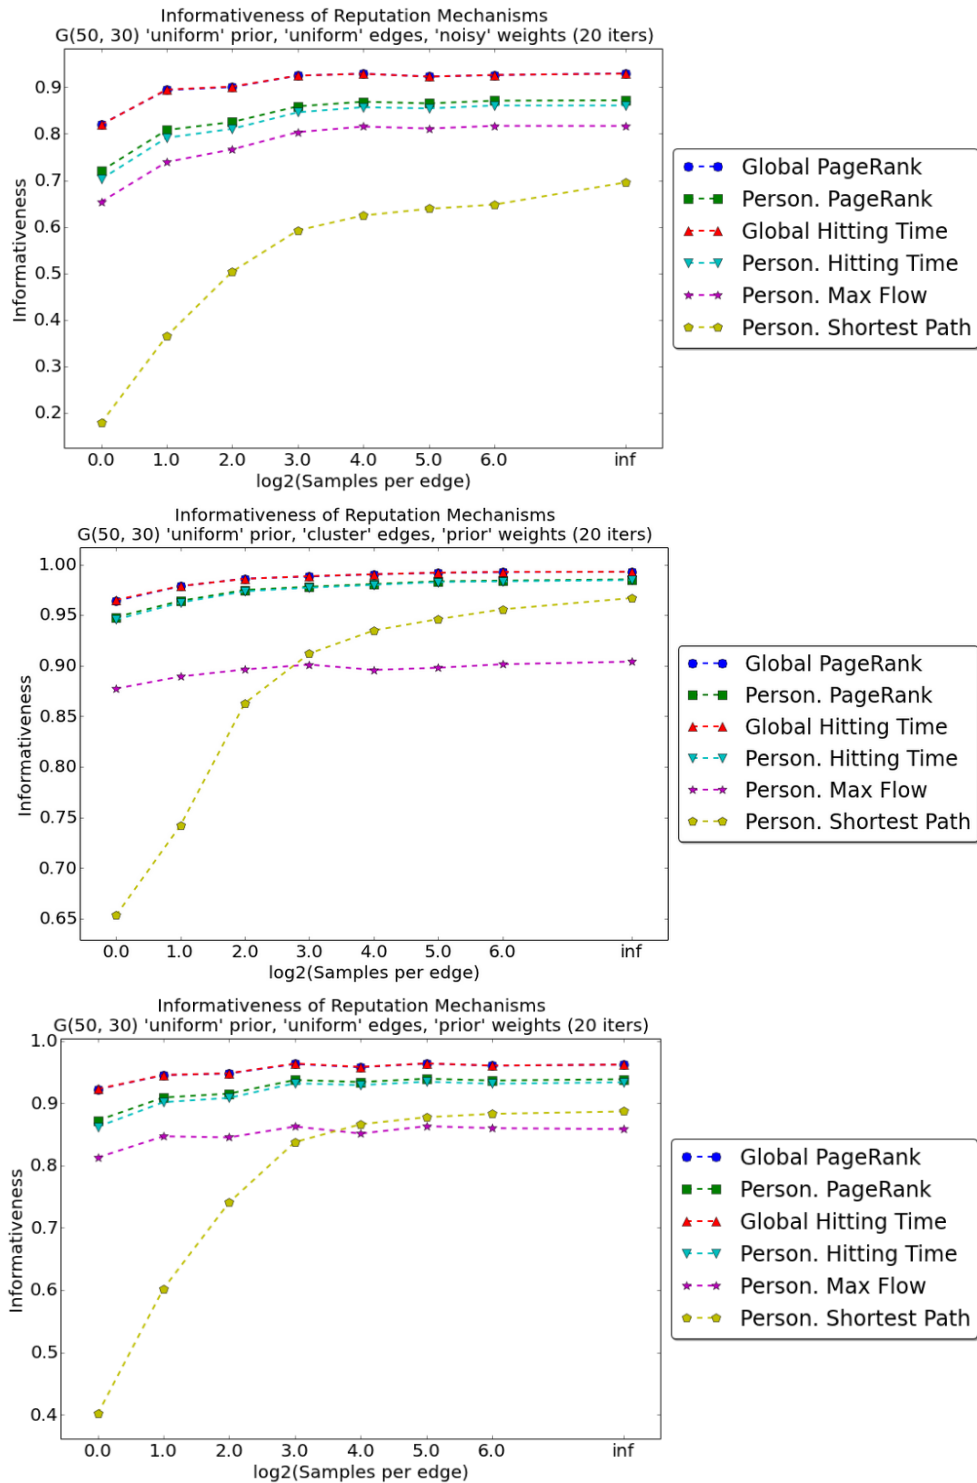 Informativeness of Reputation Mechanisms
G(50, 30) 'uniform' prior, 'uniform' edges, 'noisy' weights (20 iters)
0.9
0.8
0.7
0.6
0.5
0.4
0.3
0.2
Informativeness
0.0 1.0 2.0 3.0 4.0 5.0 6.0 inf
log2(Samples per edge)
Global PageRank
Person. PageRank
Global Hitting Time
Person. Hitting Time
Person. Max Flow
Person. Shortest Path
Informativeness of Reputation Mechanisms
G(50, 30) 'uniform' prior, 'cluster' edges, 'prior' weights (20 iters)
1.00
0.95
0.90
0.85
0.80
0.75
0.70
0.65
Informativeness
0.0 1.0 2.0 3.0 4.0 5.0 6.0 inf
log2(Samples per edge)
Global PageRank
Person. PageRank
Global Hitting Time
Person. Hitting Time
Person. Max Flow
Person. Shortest Path
Informativeness of Reputation Mechanisms
G(50, 30) 'uniform' prior, 'uniform' edges, 'prior' weights (20 iters)
1.0
0.9
0.8
0.7
0.6
0.5
0.4
Informativeness
0.0 1.0 2.0 3.0 4.0 5.0 6.0 inf
log2(Samples per edge)
Global PageRank
Person. PageRank
Global Hitting Time
Person. Hitting Time
Person. Max Flow
Person. Shortest Path